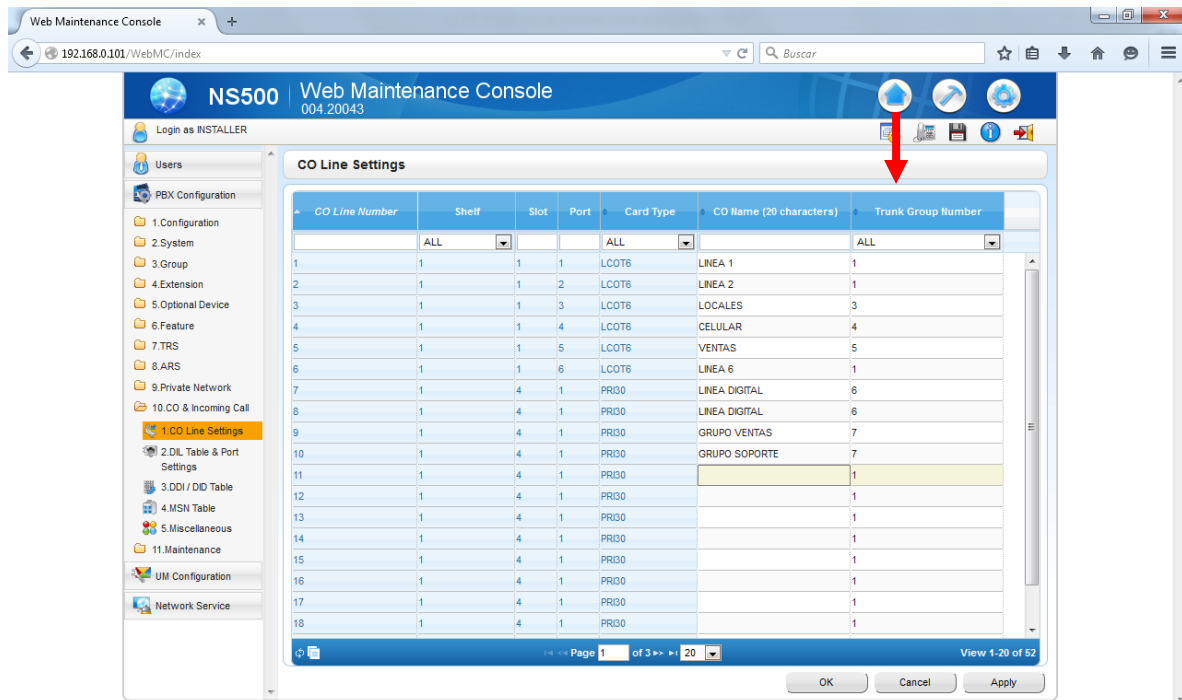 Web Maintenance Console × +
192.168.0.101/WebMC/index Buscar
NS500 Web Maintenance Console
004.20043
Login as INSTALLER
Users
PBX Configuration
1.Configuration
2.System
3.Group
4.Extension
5.Optional Device
6.Feature
7.TRS
8.ARS
9.Private Network
10.CO & Incoming Call
1.CO Line Settings
2.DIL Table & Port
Settings
3.DDI / DID Table
4.MSN Table
5.Miscellaneous
11.Maintenance
UM Configuration
Network Service
CO Line Settings
CO Line Number Shelf Slot Port Card Type CO Name (20 characters) Trunk Group Number
ALL ALL ALL
1 1 1 1 LCOT6 LINEA 1 1
2 1 1 2 LCOT6 LINEA 2 1
3 1 1 3 LCOT6 LOCALES 3
4 1 1 4 LCOT6 CELULAR 4
5 1 1 5 LCOT6 VENTAS 5
6 1 1 6 LCOT6 LINEA 6 1
7 1 4 1 PRI30 LINEA DIGITAL 6
8 1 4 1 PRI30 LINEA DIGITAL 6
9 1 4 1 PRI30 GRUPO VENTAS 7
10 1 4 1 PRI30 GRUPO SOPORTE 7
11 1 4 1 PRI30 1
12 1 4 1 PRI30 1
13 1 4 1 PRI30 1
14 1 4 1 PRI30 1
15 1 4 1 PRI30 1
16 1 4 1 PRI30 1
17 1 4 1 PRI30 1
18 1 4 1 PRI30 1
Page 1 of 3 20 View 1-20 of 52
OK Cancel Apply